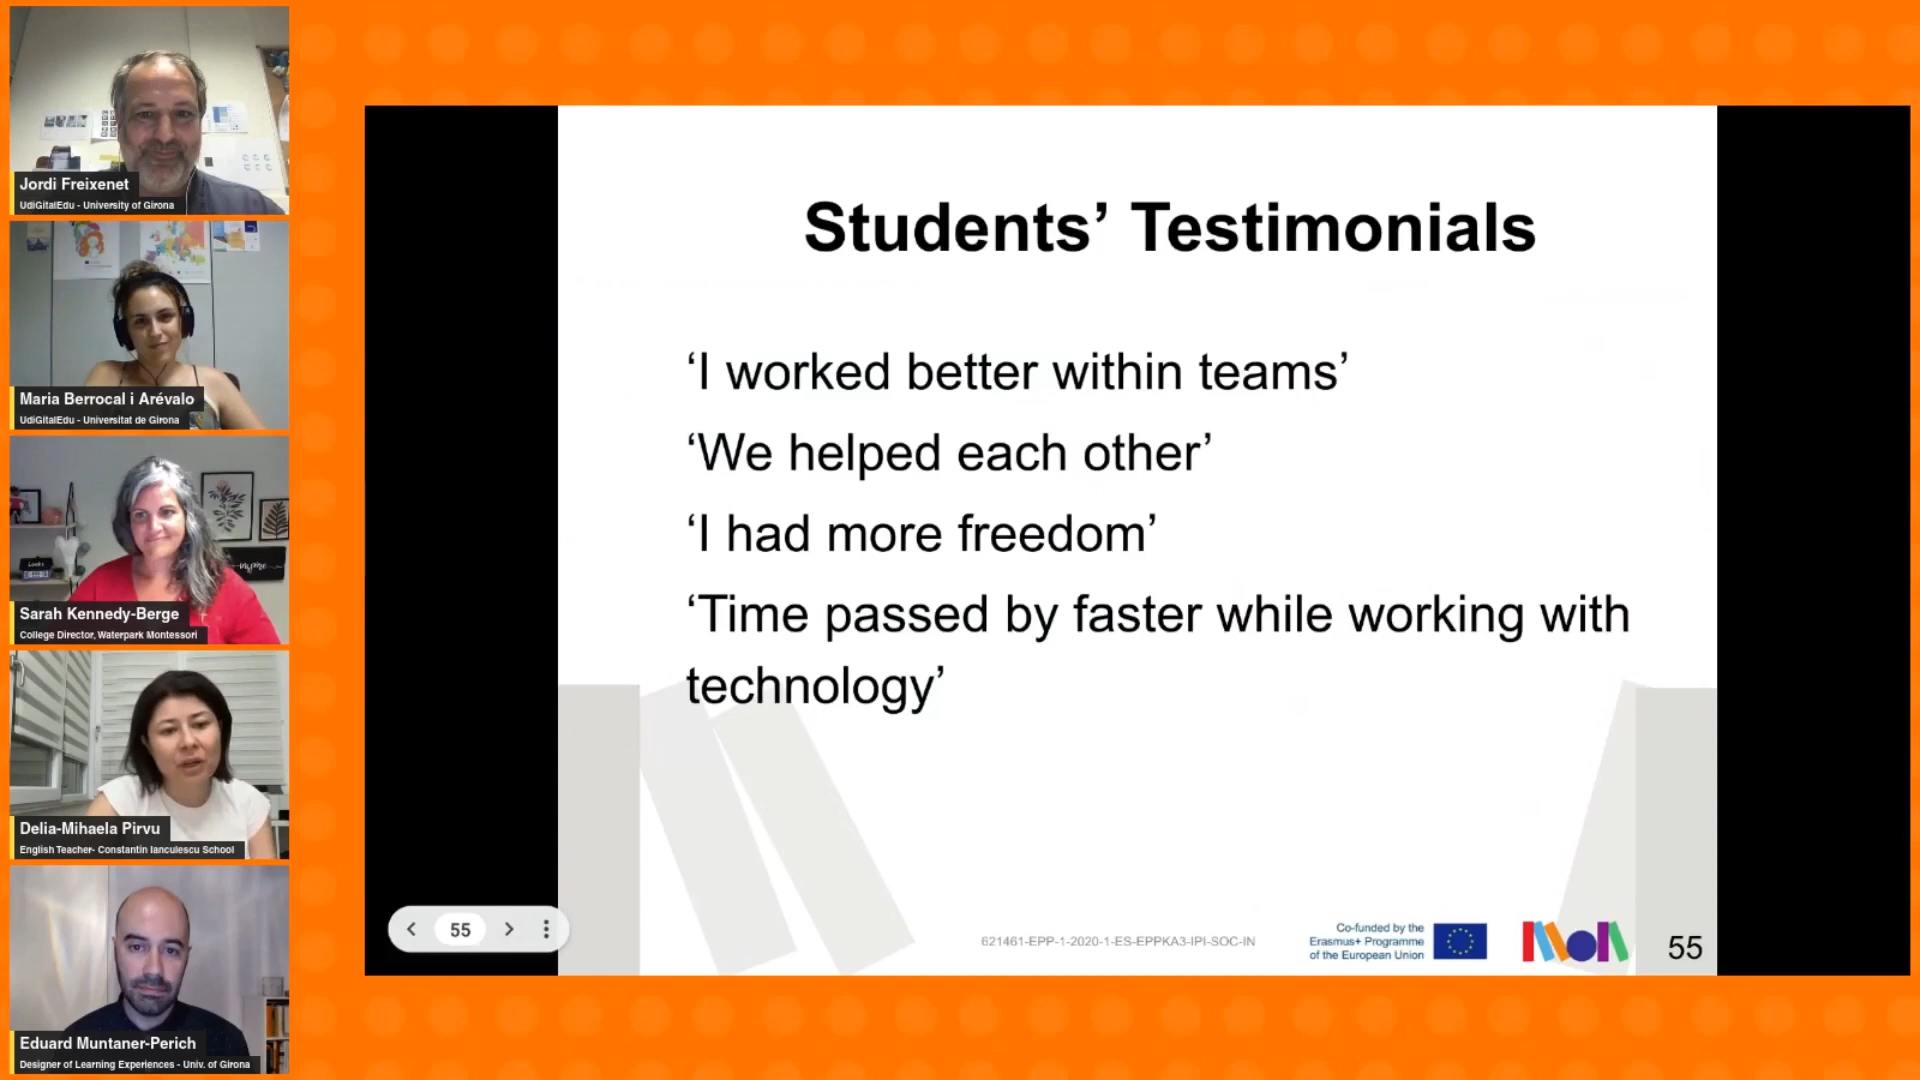 Jordi Freixenet
UdiGitalEdu - University of Girona
Maria Berrocal i Arévalo
UdiGitalEdu - Universitat de Girona
Sarah Kennedy-Berge
College Director, Waterpark Montessori
inspire
Delia-Mihaela Pirvu
English Teacher- Constantin Ianculescu School
Eduard Muntaner-Perich
Designer of Learning Experiences - Univ. of Girona
Students’ Testimonials
‘I worked better within teams’
‘We helped each other’
‘I had more freedom’
‘Time passed by faster while working with
technology’
55
621461-EPP-1-2020-1-ES-EPPKA3-IPI-SOC-IN
Co-funded by the
Erasmus+ Programme
of the European Union
55